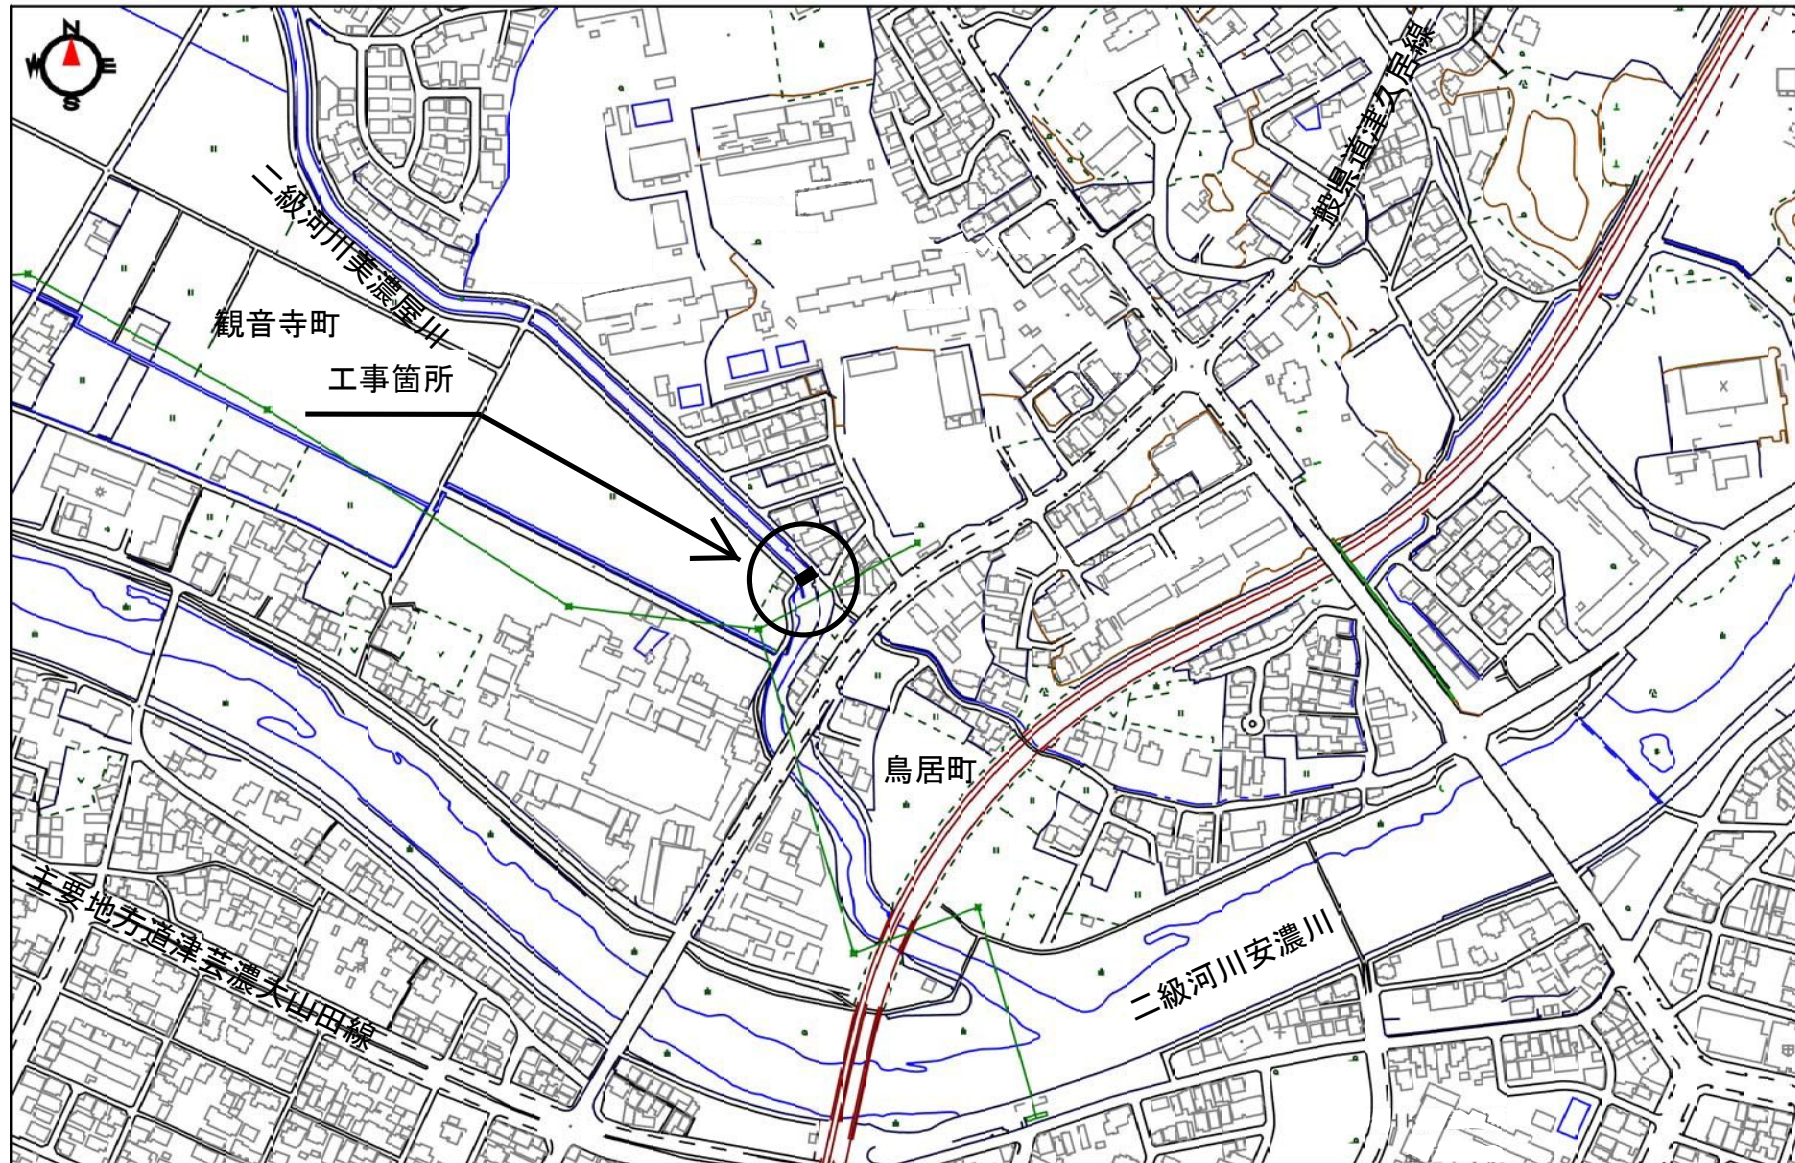 N
W E
S
一般県道津久居線
二級河川美濃屋川
観音寺町
工事箇所
鳥居町
二級河川安濃川
主要地方道津芸濃大山田線